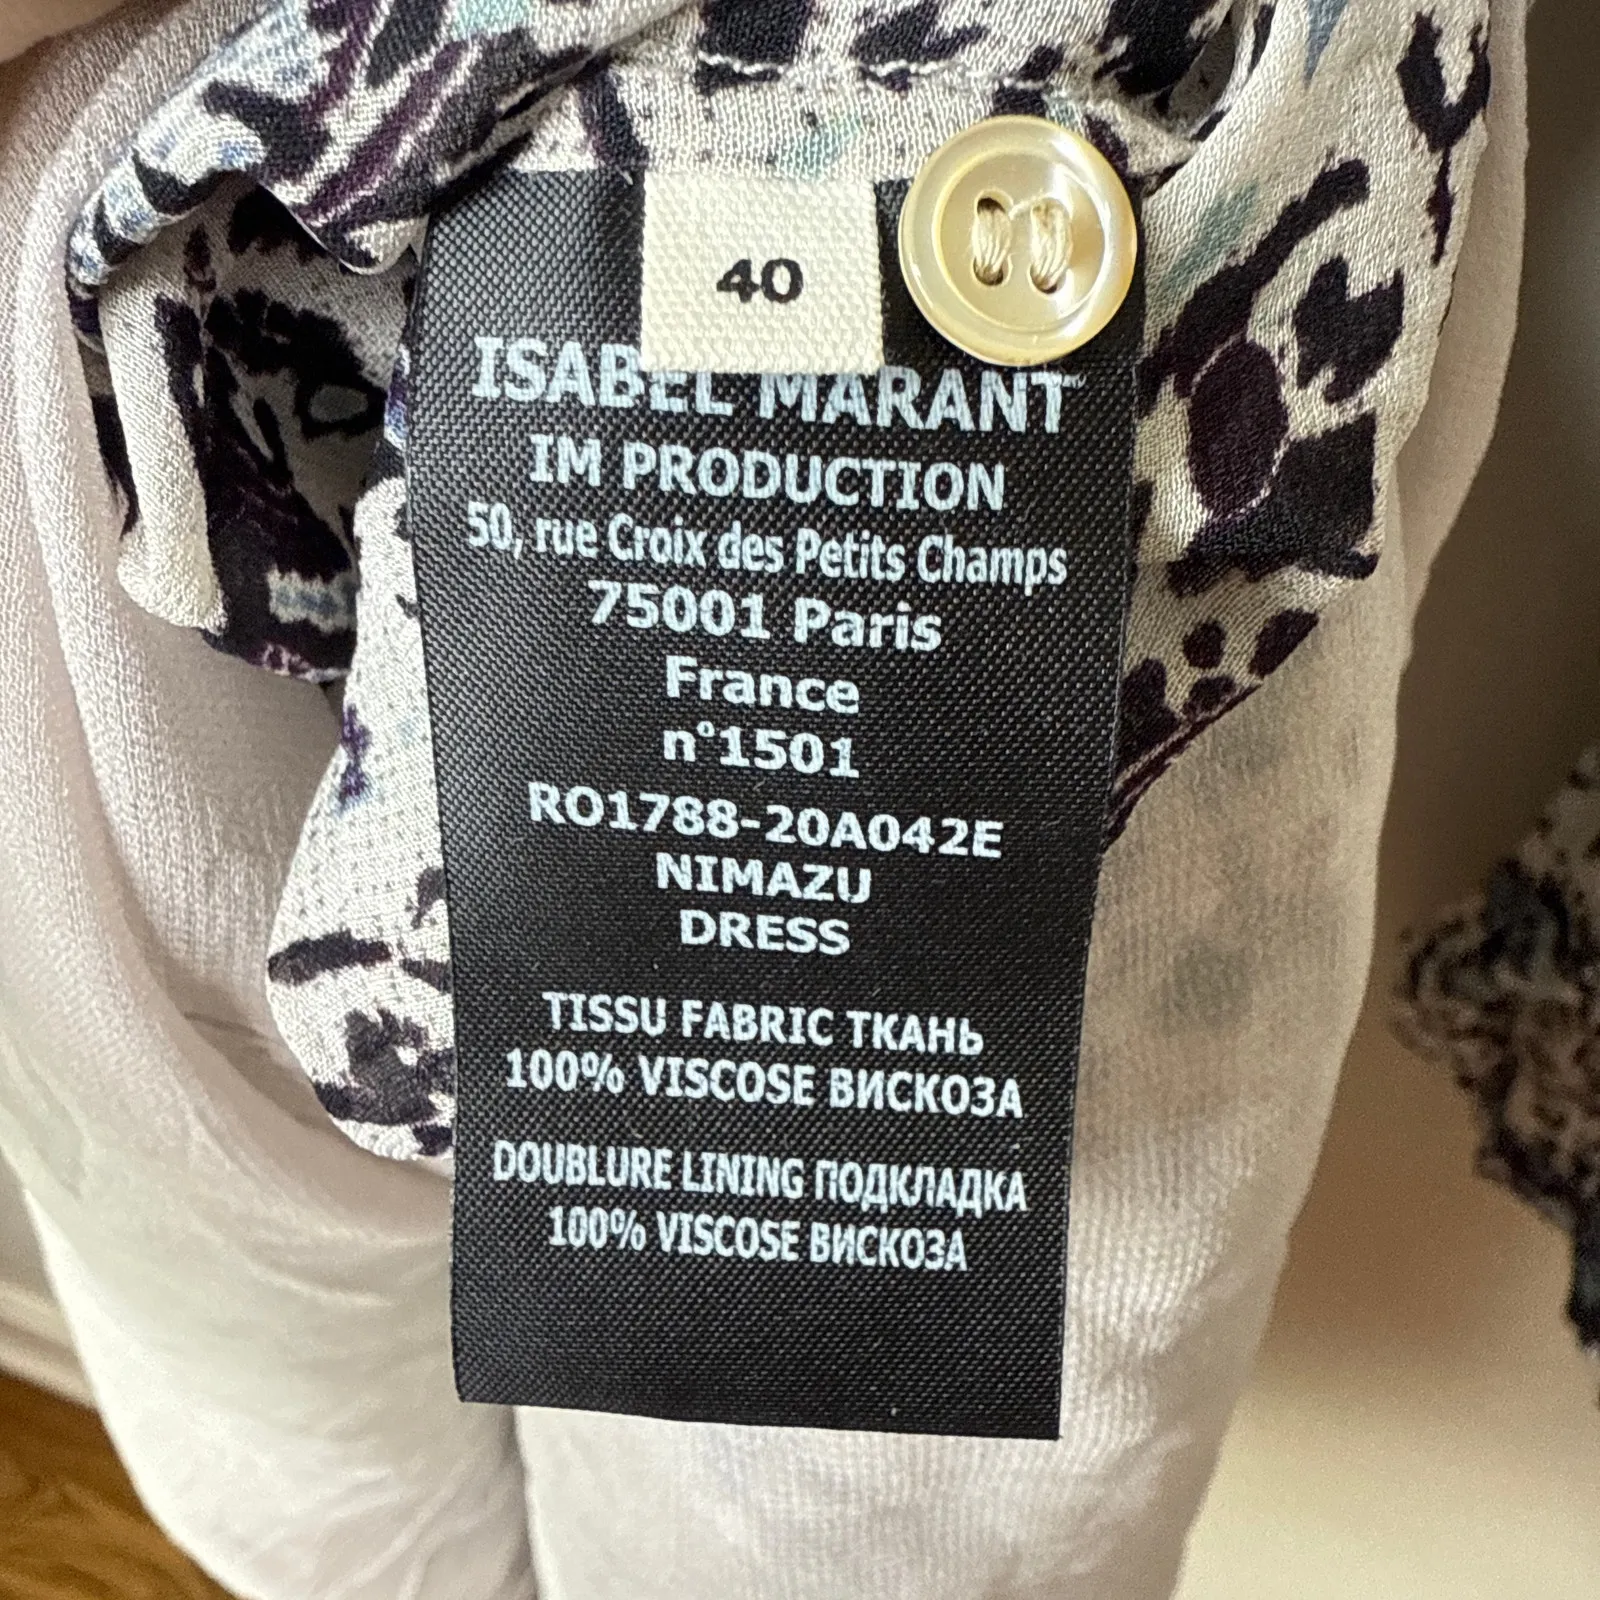 40
ISABEL MARANT
IM PRODUCTION
50, rue Croix des Petits Champs
75001 Paris
France
n°1501
RO1788-20A042E
NIMAZU
DRESS
TISSU FABRIC ТКАНЬ
100% VISCOSE ВИСКОЗА
DOUBLURE LINING ПОДКЛАДКА
100% VISCOSE ВИСКОЗА